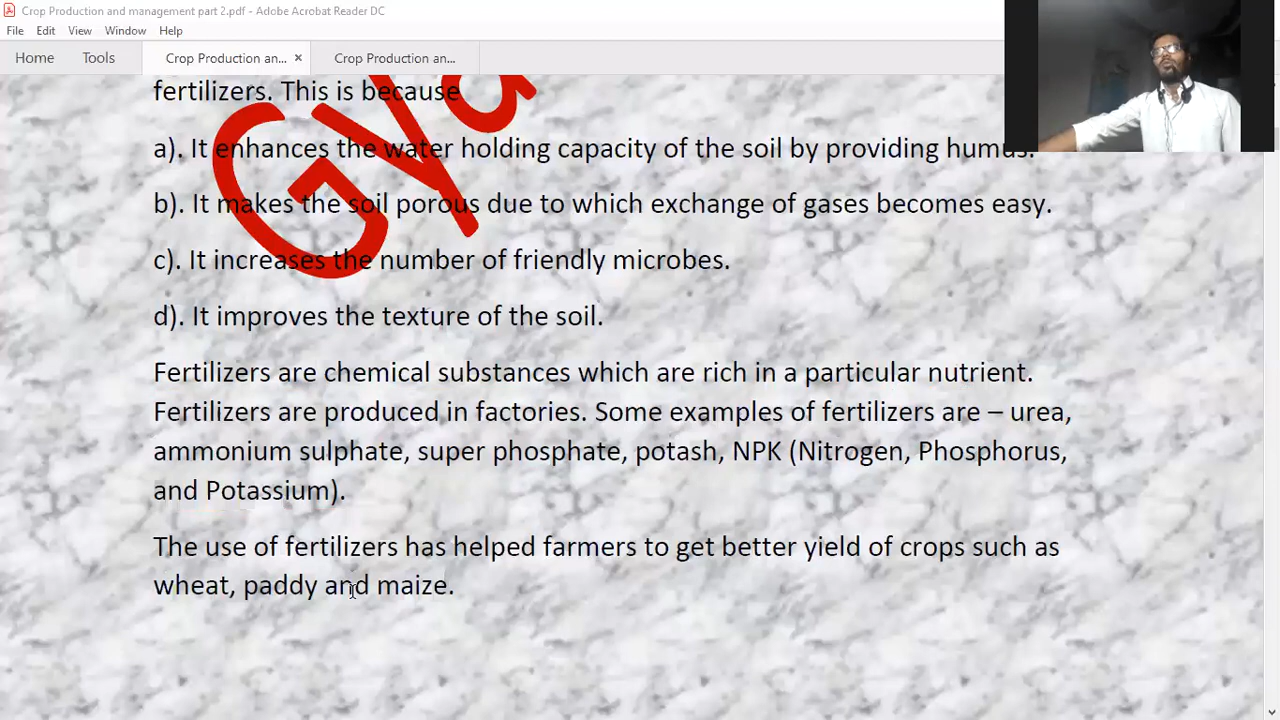 Crop Production and management part 2.pdf - Adobe Acrobat Reader DC
File Edit View Window Help
Home Tools Crop Production an... × Crop Production an...
fertilizers. This is because
a). It enhances the water holding capacity of the soil by providing humus.
b). It makes the soil porous due to which exchange of gases becomes easy.
c). It increases the number of friendly microbes.
d). It improves the texture of the soil.
Fertilizers are chemical substances which are rich in a particular nutrient.
Fertilizers are produced in factories. Some examples of fertilizers are – urea,
ammonium sulphate, super phosphate, potash, NPK (Nitrogen, Phosphorus,
and Potassium).
The use of fertilizers has helped farmers to get better yield of crops such as
wheat, paddy and maize.